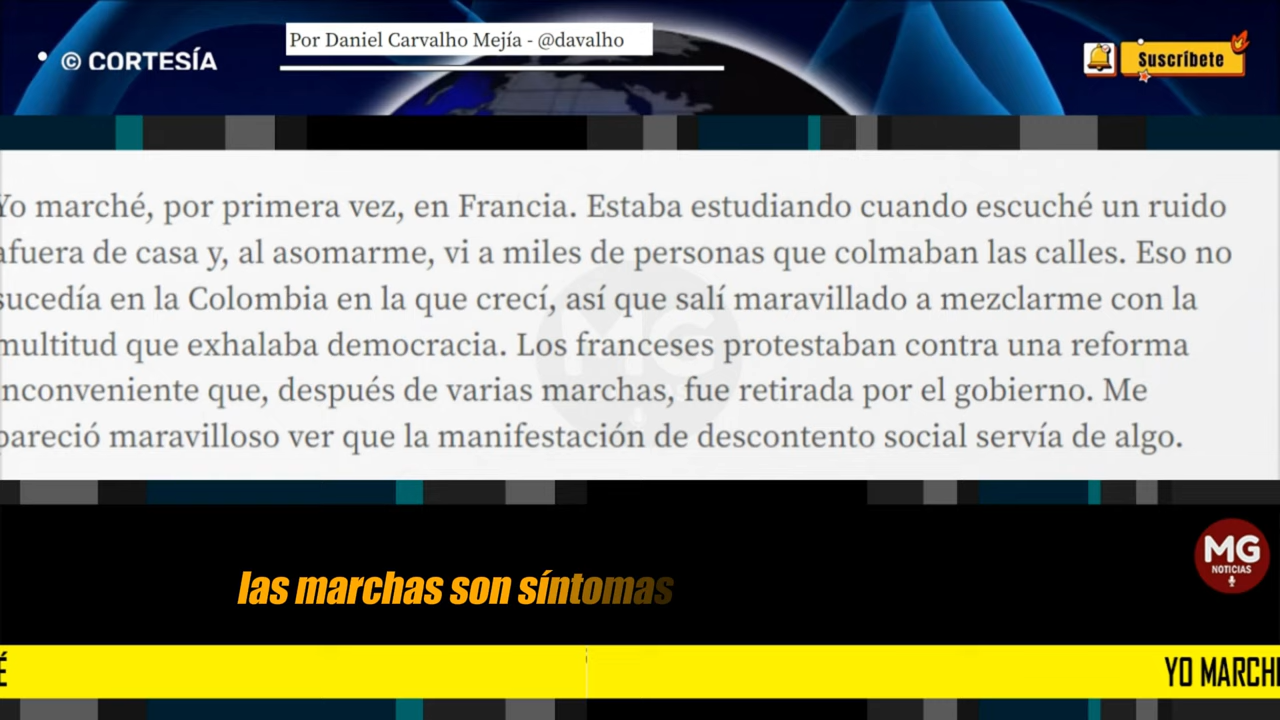 © CORTESÍA
Por Daniel Carvalho Mejía - @davalho
Suscríbete
Yo marché, por primera vez, en Francia. Estaba estudiando cuando escuché un ruido
afuera de casa y, al asomarme, vi a miles de personas que colmaban las calles. Eso no
sucedía en la Colombia en la que crecí, así que salí maravillado a mezclarme con la
multitud que exhalaba democracia. Los franceses protestaban contra una reforma
inconveniente que, después de varias marchas, fue retirada por el gobierno. Me
pareció maravilloso ver que la manifestación de descontento social servía de algo.
MG
NOTICIAS
las marchas son síntomas
É YO MARCH